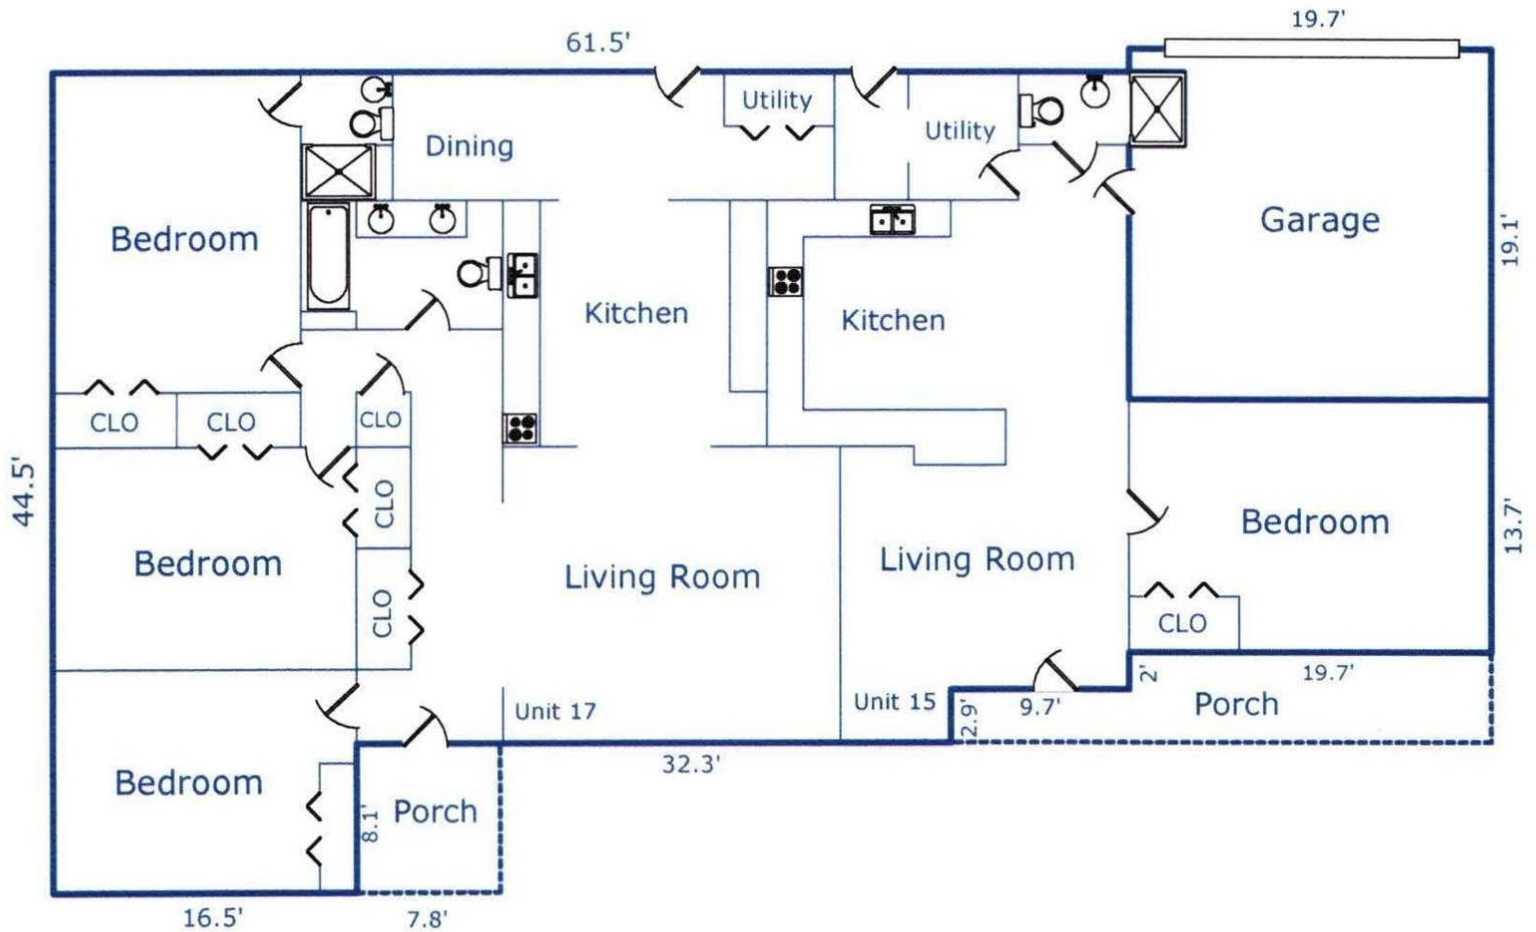 19.7'
61.5'
Utility
Utility
Dining
Garage
19.1'
Bedroom
Kitchen
Kitchen
CLO
CLO
CLO
44.5'
CLO
Bedroom
13.7'
Bedroom
Living Room
Living Room
CLO
CLO
2'
19.7'
Unit 17
Unit 15
2.9'
9.7'
Porch
32.3'
Bedroom
8.1'
Porch
16.5'
7.8'